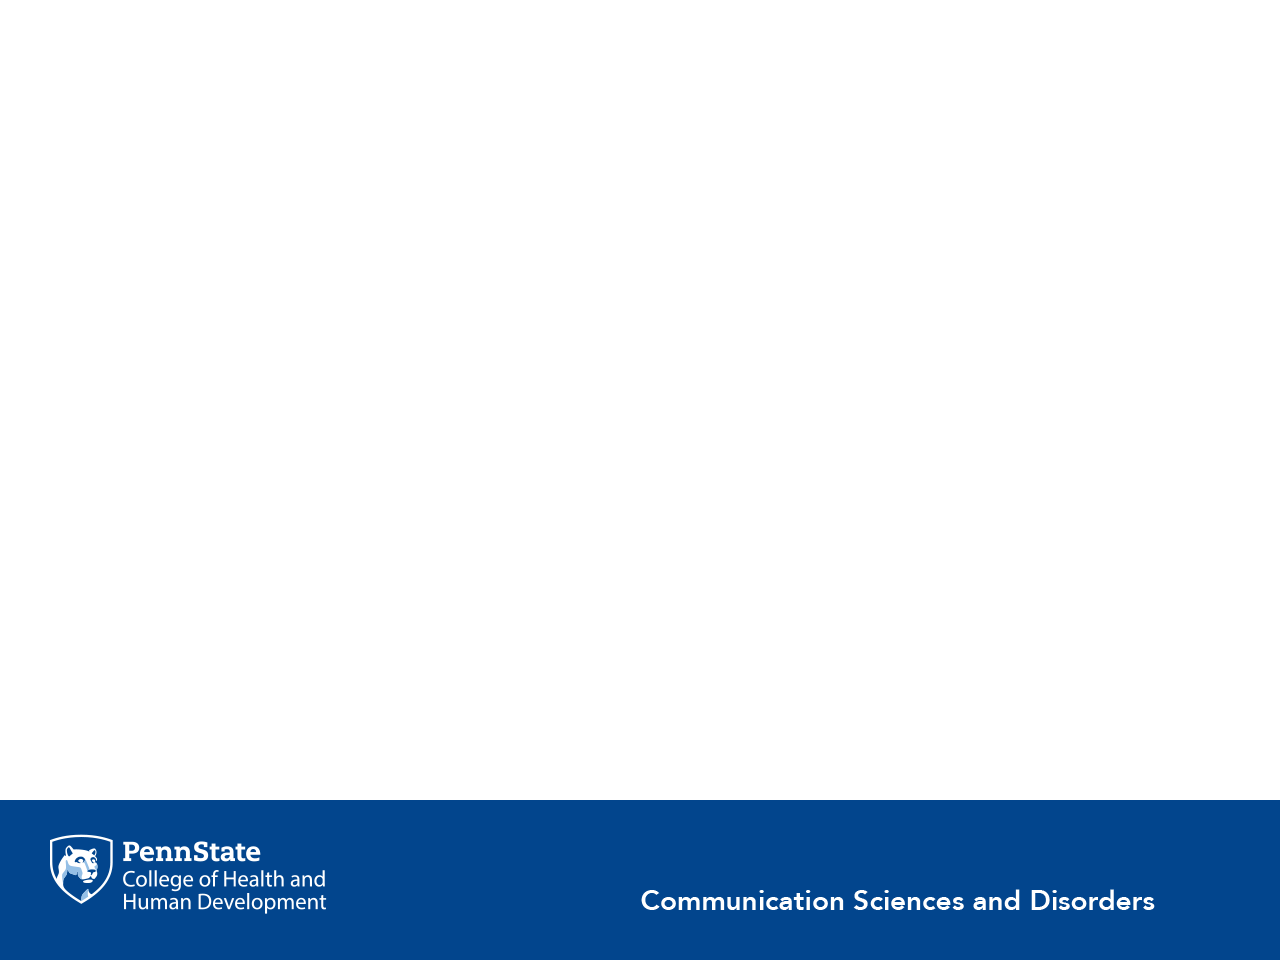 PennState
College of Health and
Human Development
Communication Sciences and Disorders